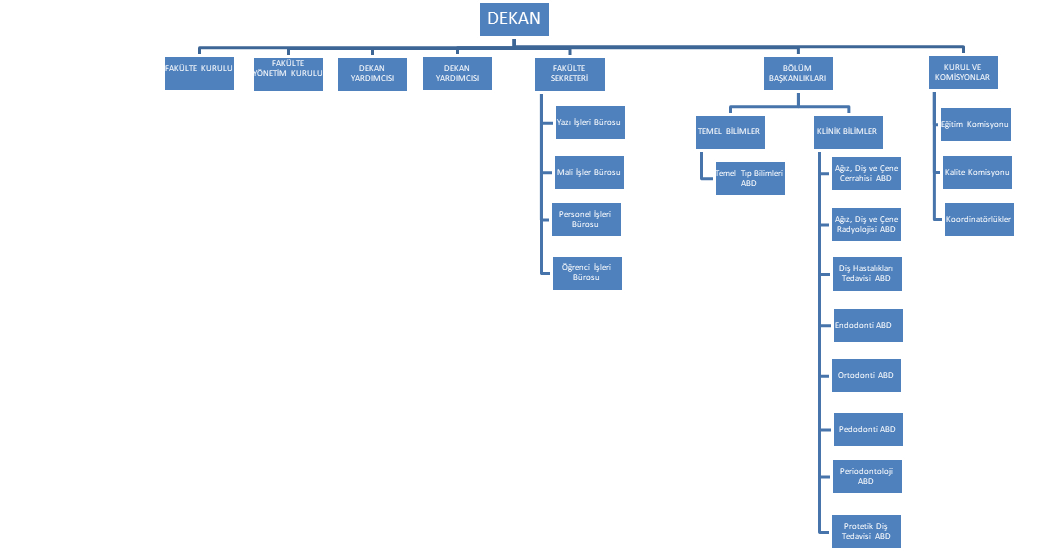 DEKAN
FAKÜLTE KURULU
FAKÜLTE
YÖNETİM KURULU
DEKAN
YARDIMCISI
DEKAN
YARDIMCISI
FAKÜLTE
SEKRETERİ
BÖLÜM
BAŞKANLIKLARI
KURUL VE
KOMİSYONLAR
Yazı İşleri Bürosu
Mali İşler Bürosu
Personel İşleri
Bürosu
Öğrenci İşleri
Bürosu
TEMEL BİLİMLER
Temel Tıp Bilimleri
ABD
KLİNİK BİLİMLER
Ağız, Diş ve Çene
Cerrahisi ABD
Ağız, Diş ve Çene
Radyolojisi ABD
Diş Hastalıkları
Tedavisi ABD
Endodonti ABD
Ortodonti ABD
Pedodonti ABD
Periodontoloji
ABD
Protetik Diş
Tedavisi ABD
Eğitim Komisyonu
Kalite Komisyonu
Koordinatörlükler